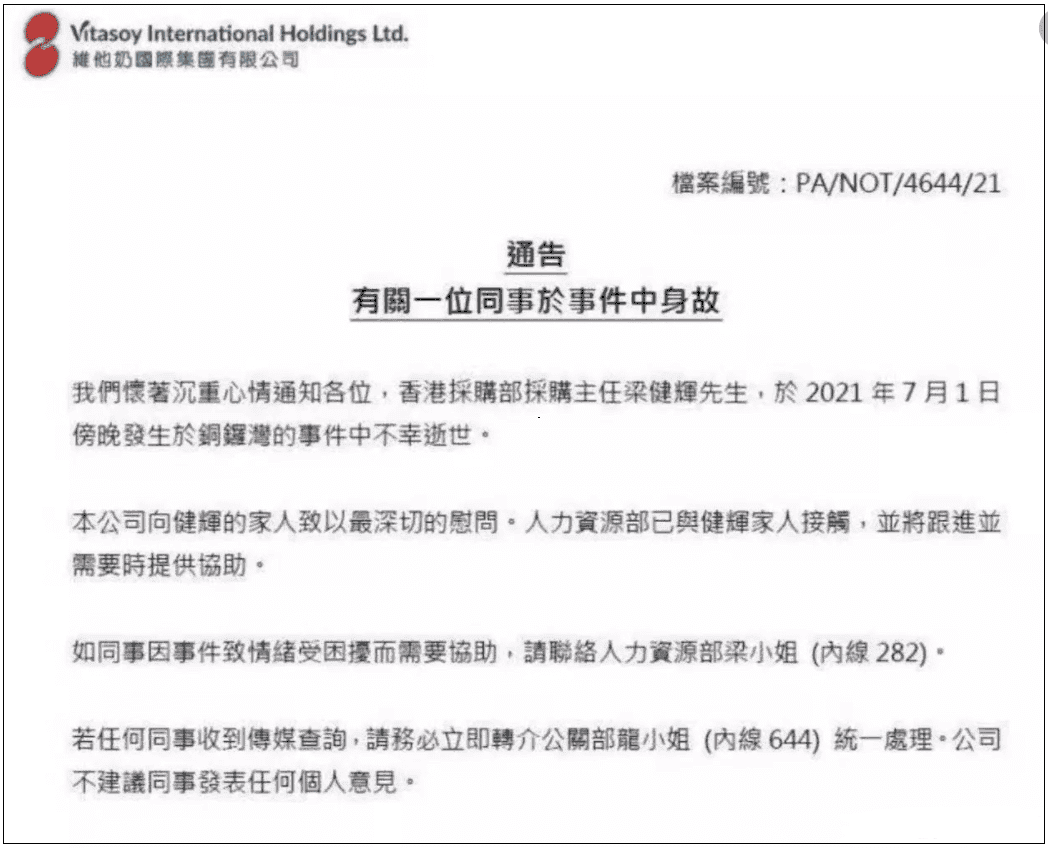 Vitasoy International Holdings Ltd.
維他奶國際集團有限公司
檔案編號：PA/NOT/4644/21
通告
有關一位同事於事件中身故
我們懷著沉重心情通知各位，香港採購部採購主任梁健輝先生，於 2021 年 7 月 1 日
傍晚發生於銅鑼灣的事件中不幸逝世。
本公司向健輝的家人致以最深切的慰問。人力資源部已與健輝家人接觸，並將跟進並
需要時提供協助。
如同事因事件致情緒受困擾而需要協助，請聯絡人力資源部梁小姐 (內線 282)。
若任何同事收到傳媒查詢，請務必立即轉介公關部龍小姐 (內線 644) 統一處理。公司
不建議同事發表任何個人意見。